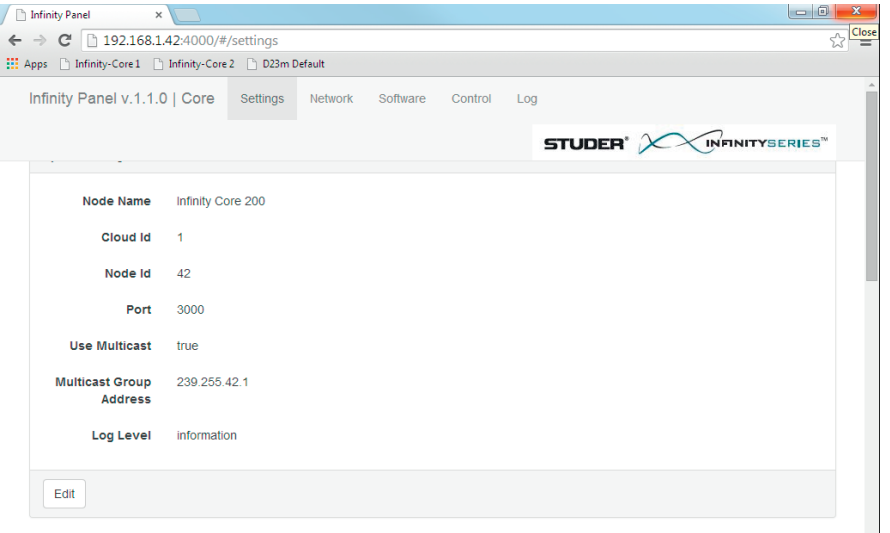 Infinity Panel
Close
192.168.1.42:4000/#/settings
Apps Infinity-Core 1 Infinity-Core 2 D23m Default
Infinity Panel v.1.1.0 | Core Settings Network Software Control Log
STUDER® INFINITYSERIES™
Node Name Infinity Core 200
Cloud Id 1
Node Id 42
Port 3000
Use Multicast true
Multicast Group 239.255.42.1
Address
Log Level information
Edit